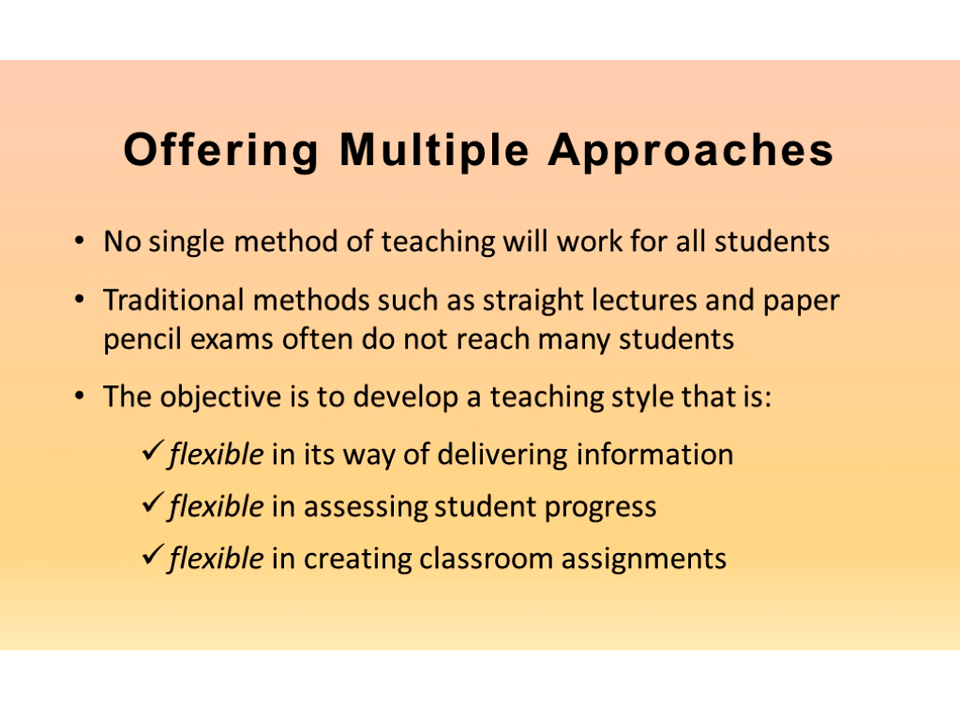 Offering Multiple Approaches
• No single method of teaching will work for all students
• Traditional methods such as straight lectures and paper
pencil exams often do not reach many students
• The objective is to develop a teaching style that is:
✓ flexible in its way of delivering information
✓ flexible in assessing student progress
✓ flexible in creating classroom assignments